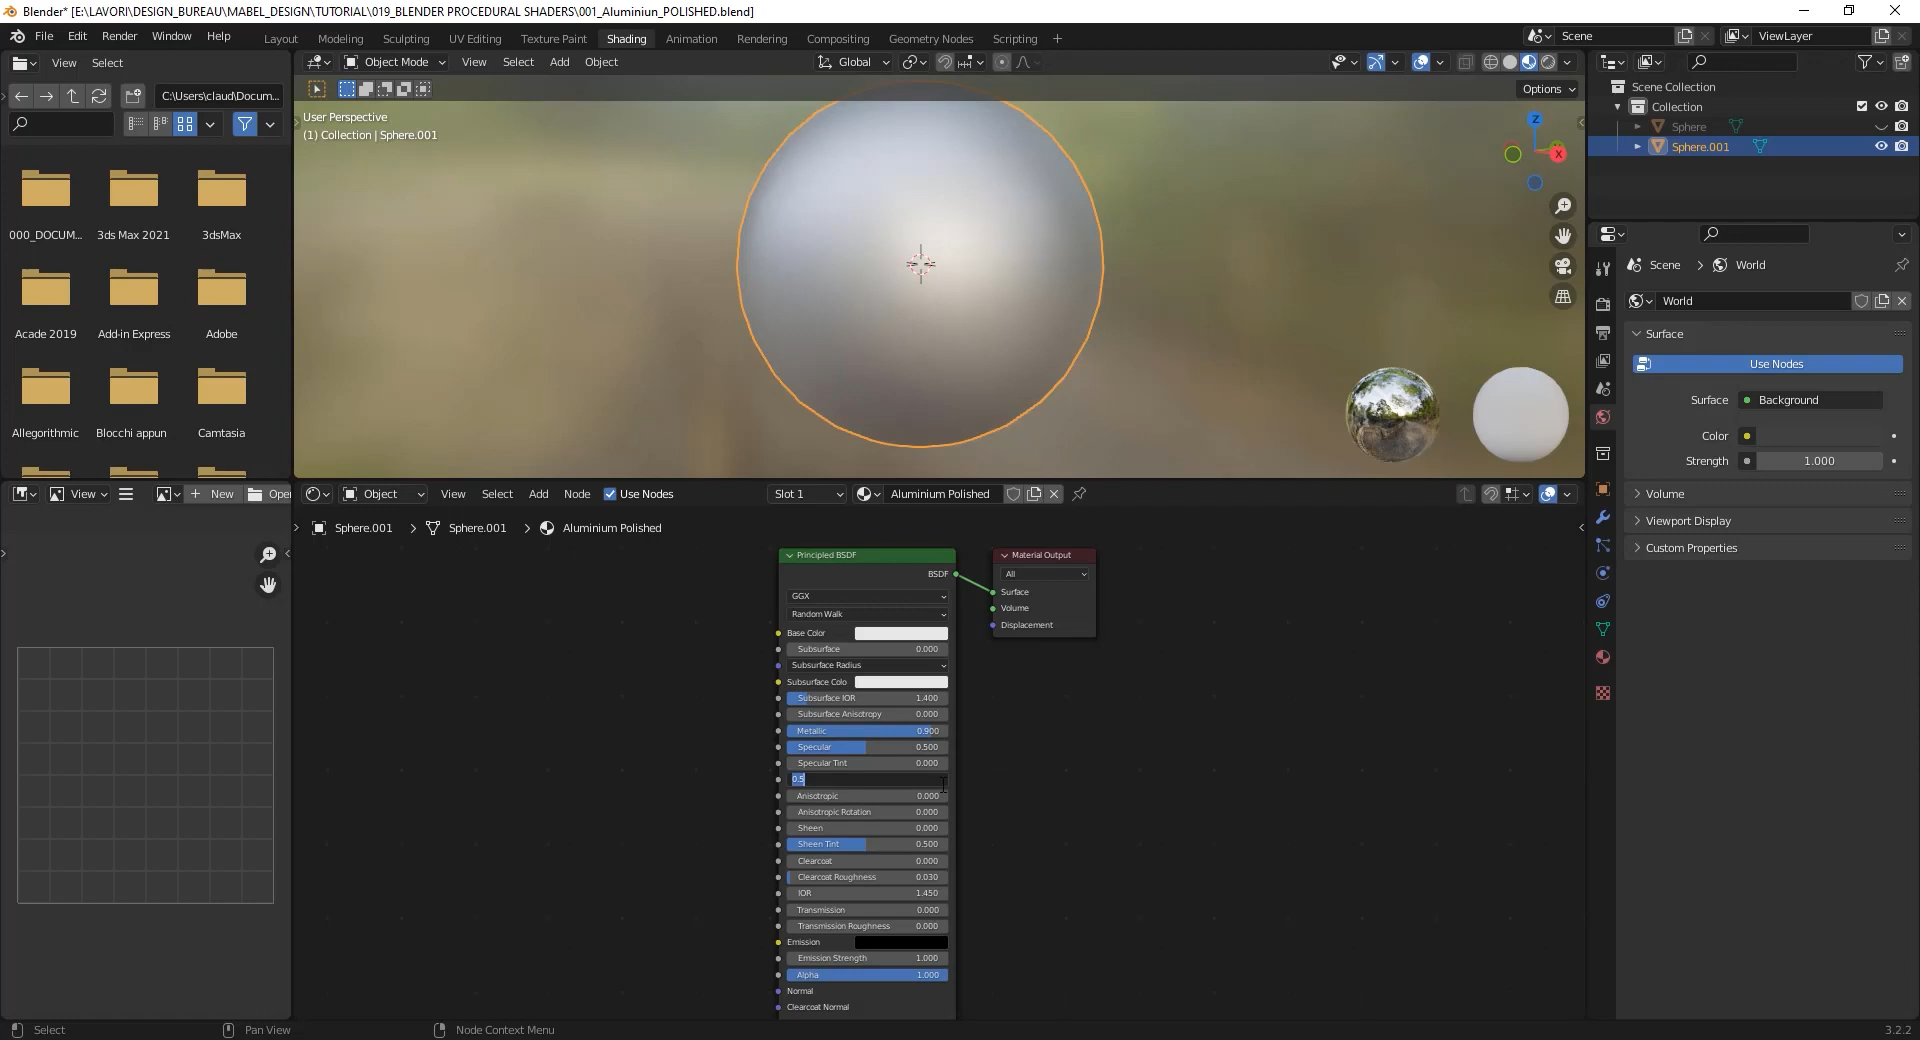 Blender* [E:\LAVORI\DESIGN_BUREAU\MABEL_DESIGN\TUTORIAL\019_BLENDER PROCEDURAL SHADERS\001_Aluminiun_POLISHED.blend]
File Edit Render Window Help Layout Modeling Sculpting UV Editing Texture Paint Shading Animation Rendering Compositing Geometry Nodes Scripting Scene ViewLayer
View Select Object Mode View Select Add Object Global
C:\Users\claud\Docum... Options
User Perspective
(1) Collection | Sphere.001
Scene Collection
Collection
Sphere
Sphere.001
Z
X
000_DOCUM... 3ds Max 2021 3dsMax
Acade 2019 Add-in Express Adobe
Allegorithmic Blocchi appun Camtasia
Scene > World
World
Surface
Use Nodes
Surface Background
Color
Strength 1.000
Volume
Viewport Display
Custom Properties
View New Open
Object View Select Add Node Use Nodes Slot 1 Aluminium Polished
Sphere.001 > Sphere.001 > Aluminium Polished
Principled BSDF
BSDF
GGX
Random Walk
Base Color
Subsurface 0.000
Subsurface Radius
Subsurface Colo
Subsurface IOR 1.400
Subsurface Anisotropy 0.000
Metallic 0.900
Specular 0.500
Specular Tint 0.000
0.5
Anisotropic 0.000
Anisotropic Rotation 0.000
Sheen 0.000
Sheen Tint 0.500
Clearcoat 0.000
Clearcoat Roughness 0.030
IOR 1.450
Transmission 0.000
Transmission Roughness 0.000
Emission
Emission Strength 1.000
Alpha 1.000
Normal
Clearcoat Normal
Material Output
All
Surface
Volume
Displacement
Select Pan View Node Context Menu 3.2.2